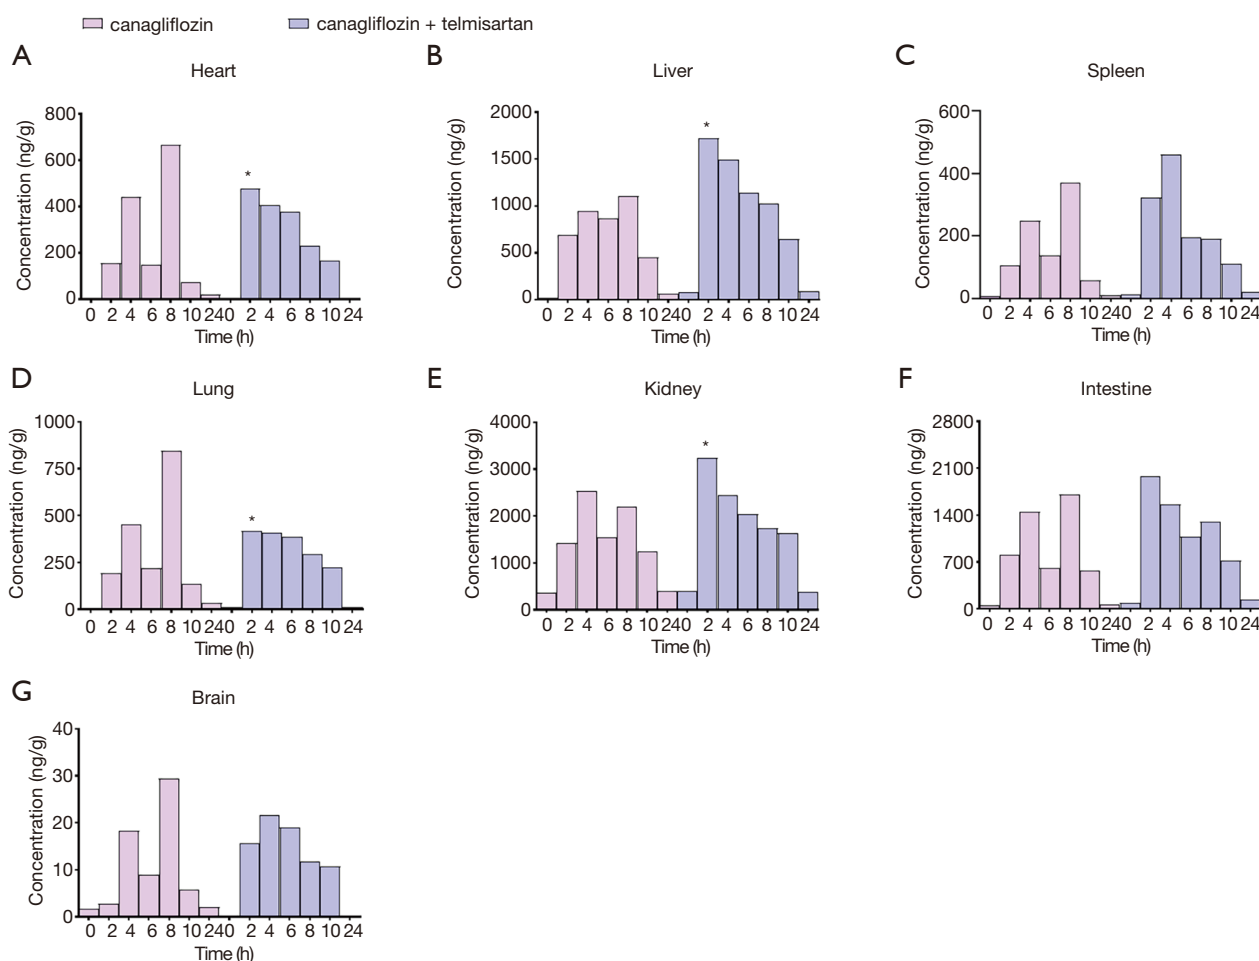 canagliflozin
canagliflozin + telmisartan
A
Heart
Concentration (ng/g)
800
600
400
200
0
0 2 4 6 8 10 24 0 2 4 6 8 10 24
Time (h)
B
Liver
Concentration (ng/g)
2000
1500
1000
500
0
*
0 2 4 6 8 10 24 0 2 4 6 8 10 24
Time (h)
C
Spleen
Concentration (ng/g)
600
400
200
0
0 2 4 6 8 10 24 0 2 4 6 8 10 24
Time (h)
D
Lung
Concentration (ng/g)
1000
750
500
250
0
*
0 2 4 6 8 10 24 0 2 4 6 8 10 24
Time (h)
E
Kidney
Concentration (ng/g)
4000
3000
2000
1000
0
*
0 2 4 6 8 10 24 0 2 4 6 8 10 24
Time (h)
F
Intestine
Concentration (ng/g)
2800
2100
1400
700
0
0 2 4 6 8 10 24 0 2 4 6 8 10 24
Time (h)
G
Brain
Concentration (ng/g)
40
30
20
10
0
0 2 4 6 8 10 24 0 2 4 6 8 10 24
Time (h)